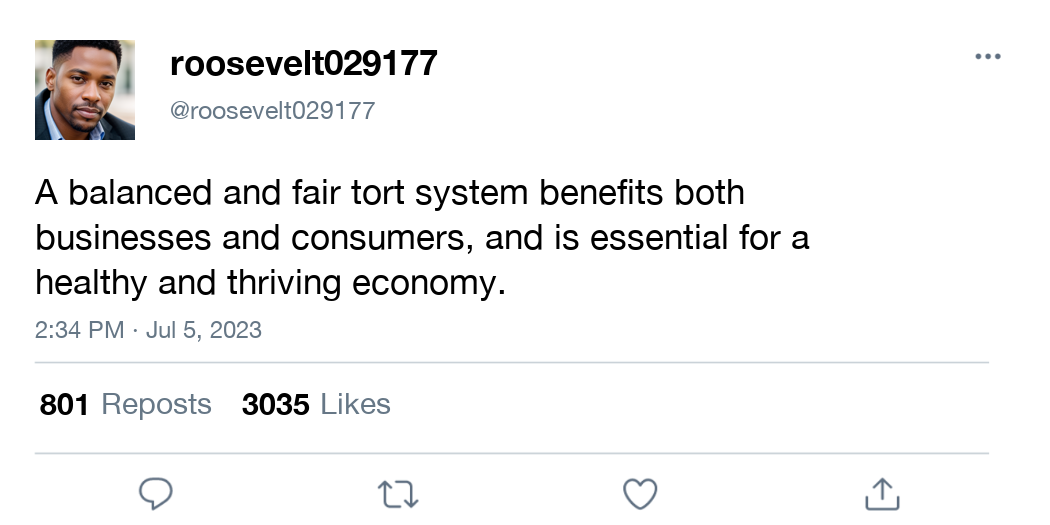 roosevelt029177
@roosevelt029177
A balanced and fair tort system benefits both
businesses and consumers, and is essential for a
healthy and thriving economy.
2:34 PM · Jul 5, 2023
801 Reposts 3035 Likes